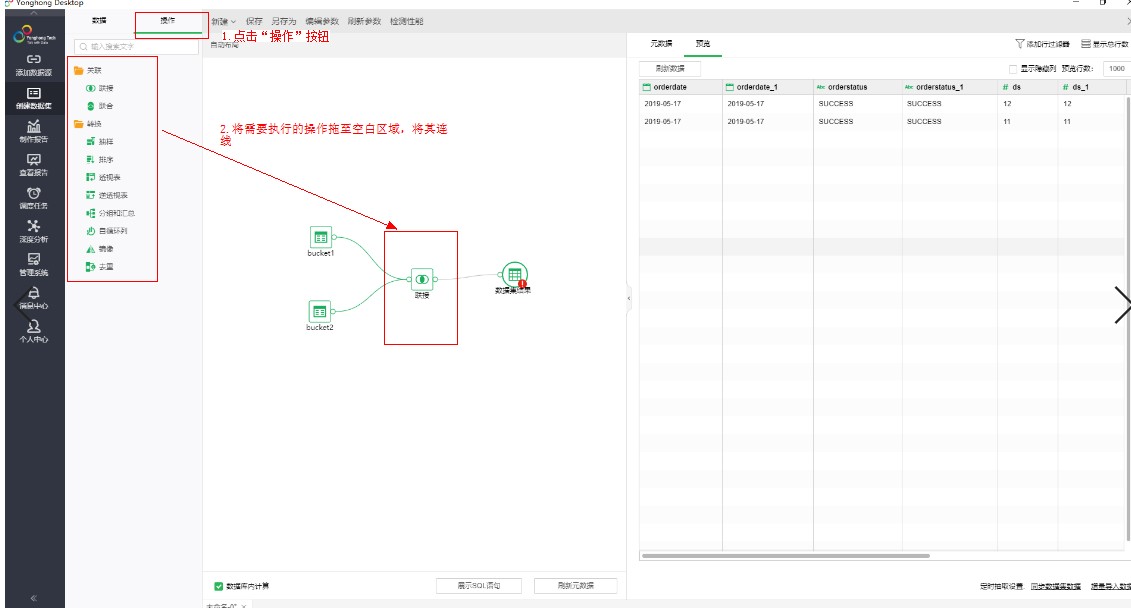 Yonghong Desktop
Yonghong Tech
添加数据源
创建数据集
制作报告
查看报告
调度任务
深度分析
管理系统
消息中心
个人中心
数据
操作
输入搜索文字
关联
联接
联合
转换
抽样
排序
透视表
逆透视表
分组和汇总
自循环列
镜像
去重
新建 保存 另存为 编辑参数 刷新参数 检测性能
自动布局
1.点击“操作”按钮
2.将需要执行的操作拖至空白区域，将其连
线
bucket1
bucket2
联接
数据集结果
数据库内计算
展示SQL语句
刷新元数据
元数据 预览
添加行过滤器 显示总行数
刷新数据
显示隐藏列 预览行数: 1000
orderdate orderdate_1 Abc orderstatus Abc orderstatus_1 # ds # ds_1
2019-05-17 2019-05-17 SUCCESS SUCCESS 12 12
2019-05-17 2019-05-17 SUCCESS SUCCESS 11 11
定时抽取设置: 同步数据集数据 增量导入数据